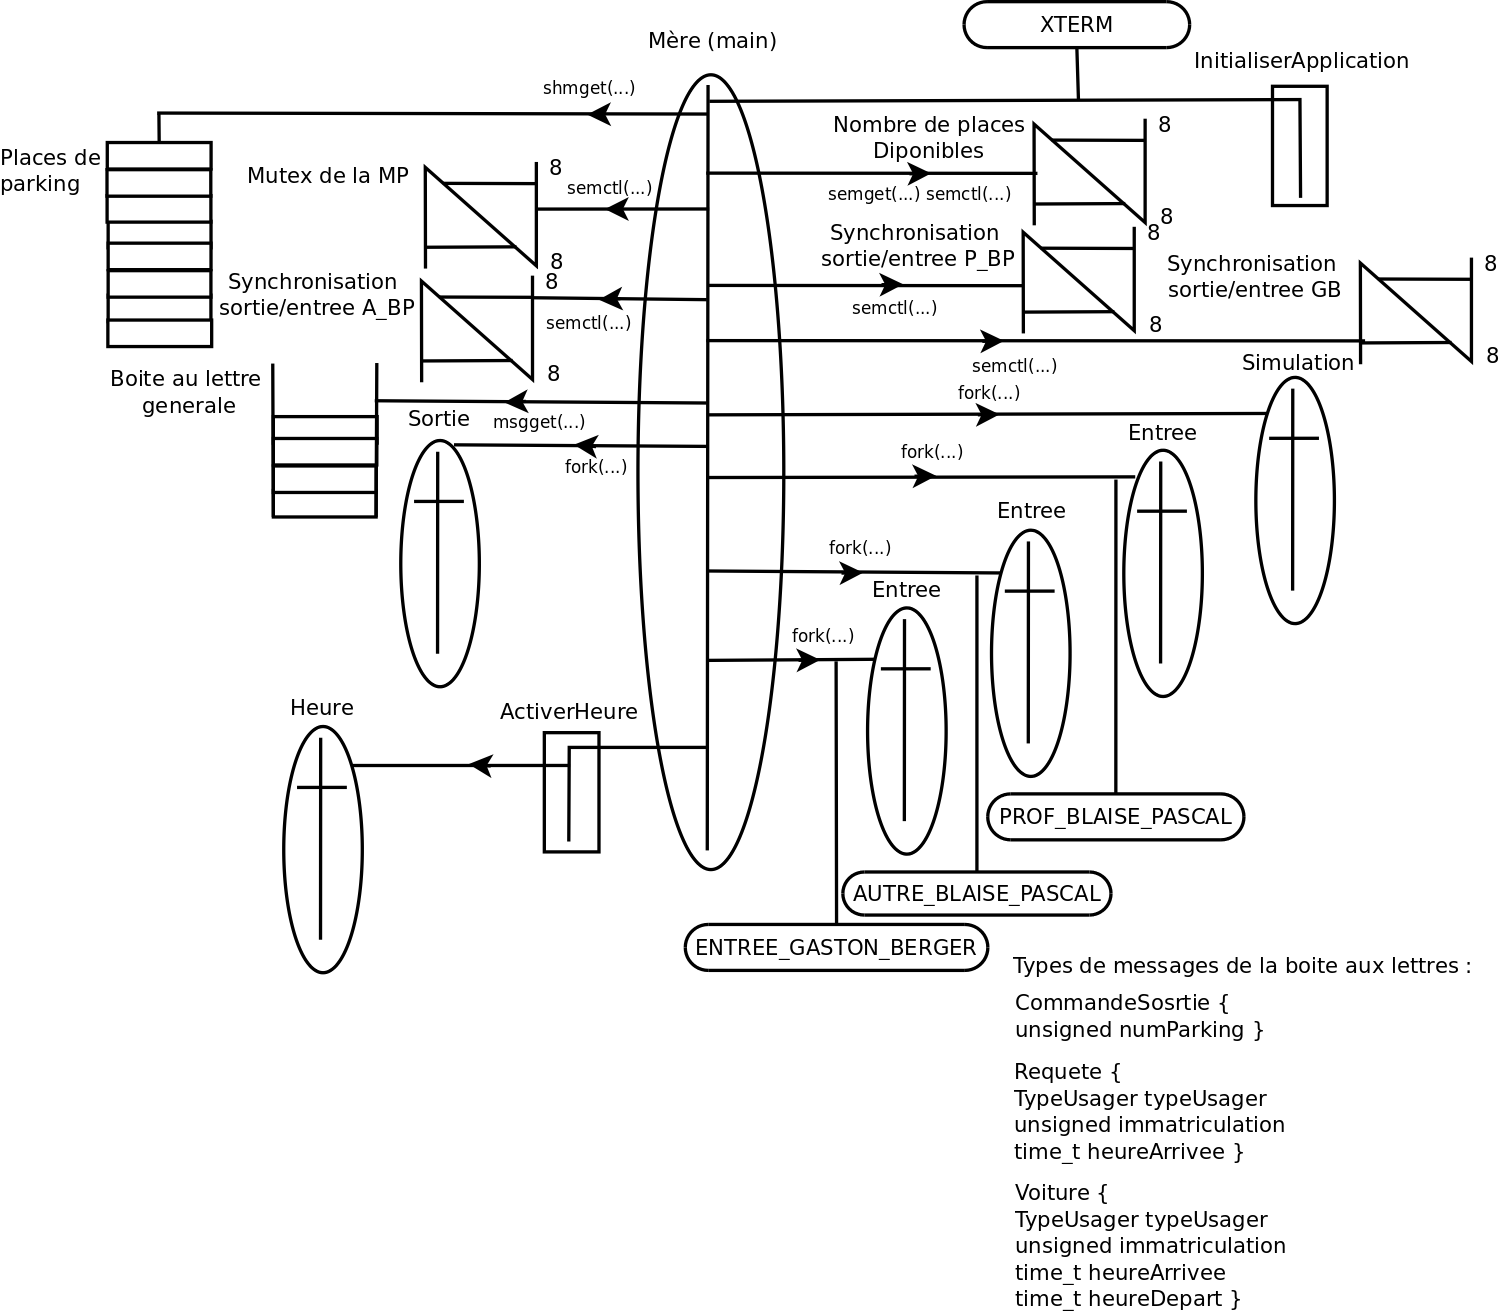 XTERM
Mère (main)
InitialiserApplication
shmget(...)
Places de
parking
Mutex de la MP
8
semctl(...)
8
Nombre de places
Diponibles
8
semget(...) semctl(...)
8
Synchronisation
sortie/entree A_BP
8
semctl(...)
8
Synchronisation
sortie/entree P_BP
8
semctl(...)
8
Synchronisation
sortie/entree GB
8
semctl(...)
8
Boite au lettre
generale
msgget(...)
Simulation
fork(...)
Sortie
fork(...)
Entree
fork(...)
Entree
fork(...)
Entree
fork(...)
Heure
ActiverHeure
PROF_BLAISE_PASCAL
AUTRE_BLAISE_PASCAL
ENTREE_GASTON_BERGER
Types de messages de la boite aux lettres :
CommandeSosrtie {
unsigned numParking }
Requete {
TypeUsager typeUsager
unsigned immatriculation
time_t heureArrivee }
Voiture {
TypeUsager typeUsager
unsigned immatriculation
time_t heureArrivee
time_t heureDepart }